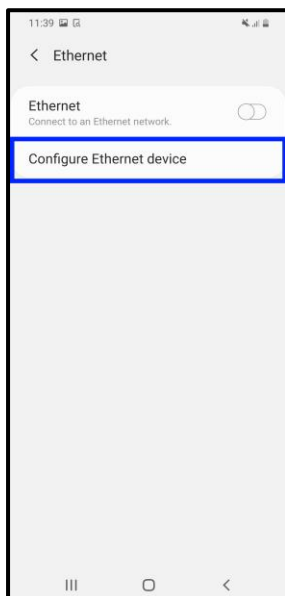 11:39
Ethernet
Ethernet
Connect to an Ethernet network.
Configure Ethernet device